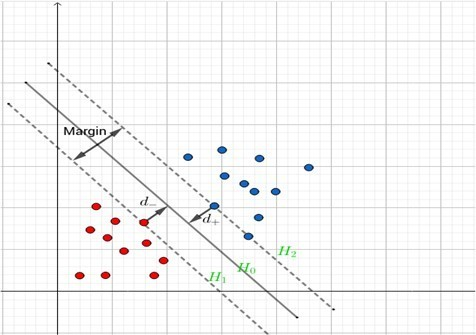 Margin
d₋
d₊
H₂
H₀
H₁